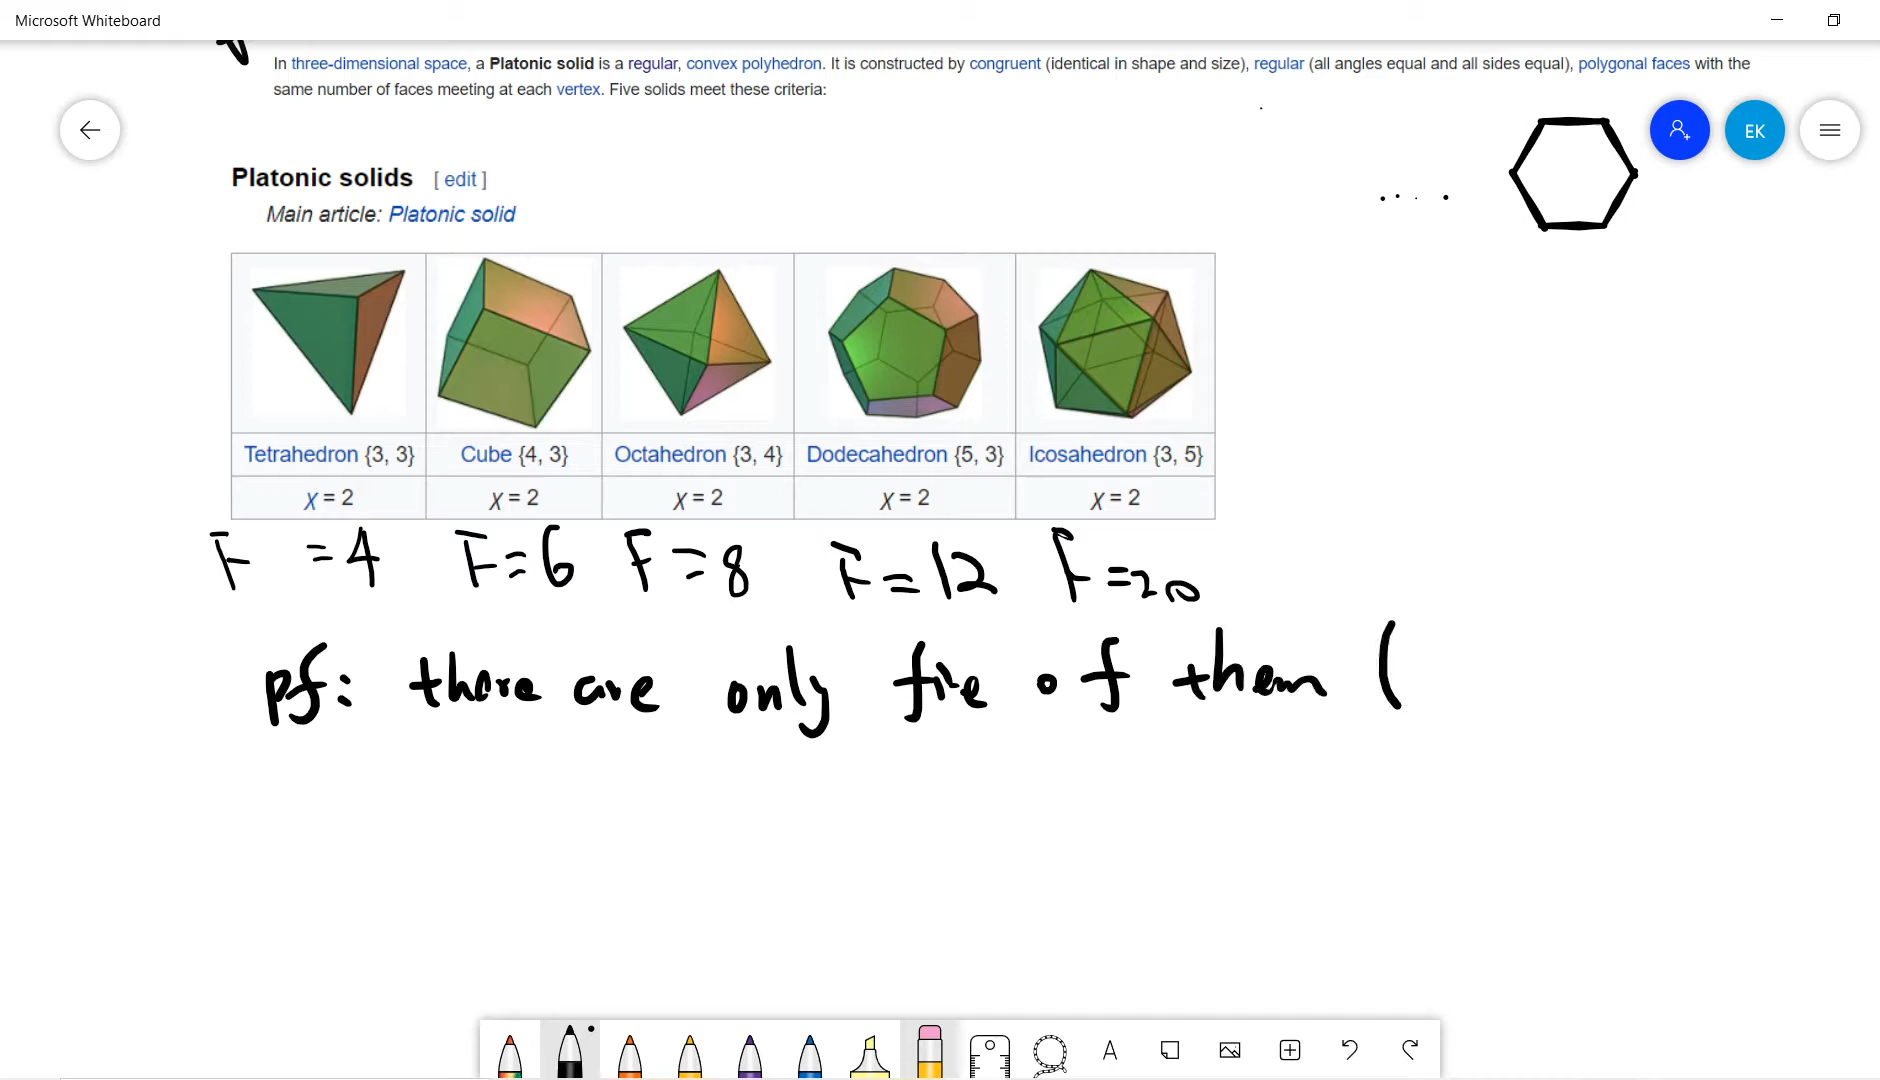 Microsoft Whiteboard
In three-dimensional space, a Platonic solid is a regular, convex polyhedron. It is constructed by congruent (identical in shape and size), regular (all angles equal and all sides equal), polygonal faces with the
same number of faces meeting at each vertex. Five solids meet these criteria:
EK
Platonic solids [ edit ]
Main article: Platonic solid
Tetrahedron {3, 3} Cube {4, 3} Octahedron {3, 4} Dodecahedron {5, 3} Icosahedron {3, 5}
χ = 2 χ = 2 χ = 2 χ = 2 χ = 2
F = 4 F = 6 F = 8 F = 12 F = 20
pf: there are only five of them (
A